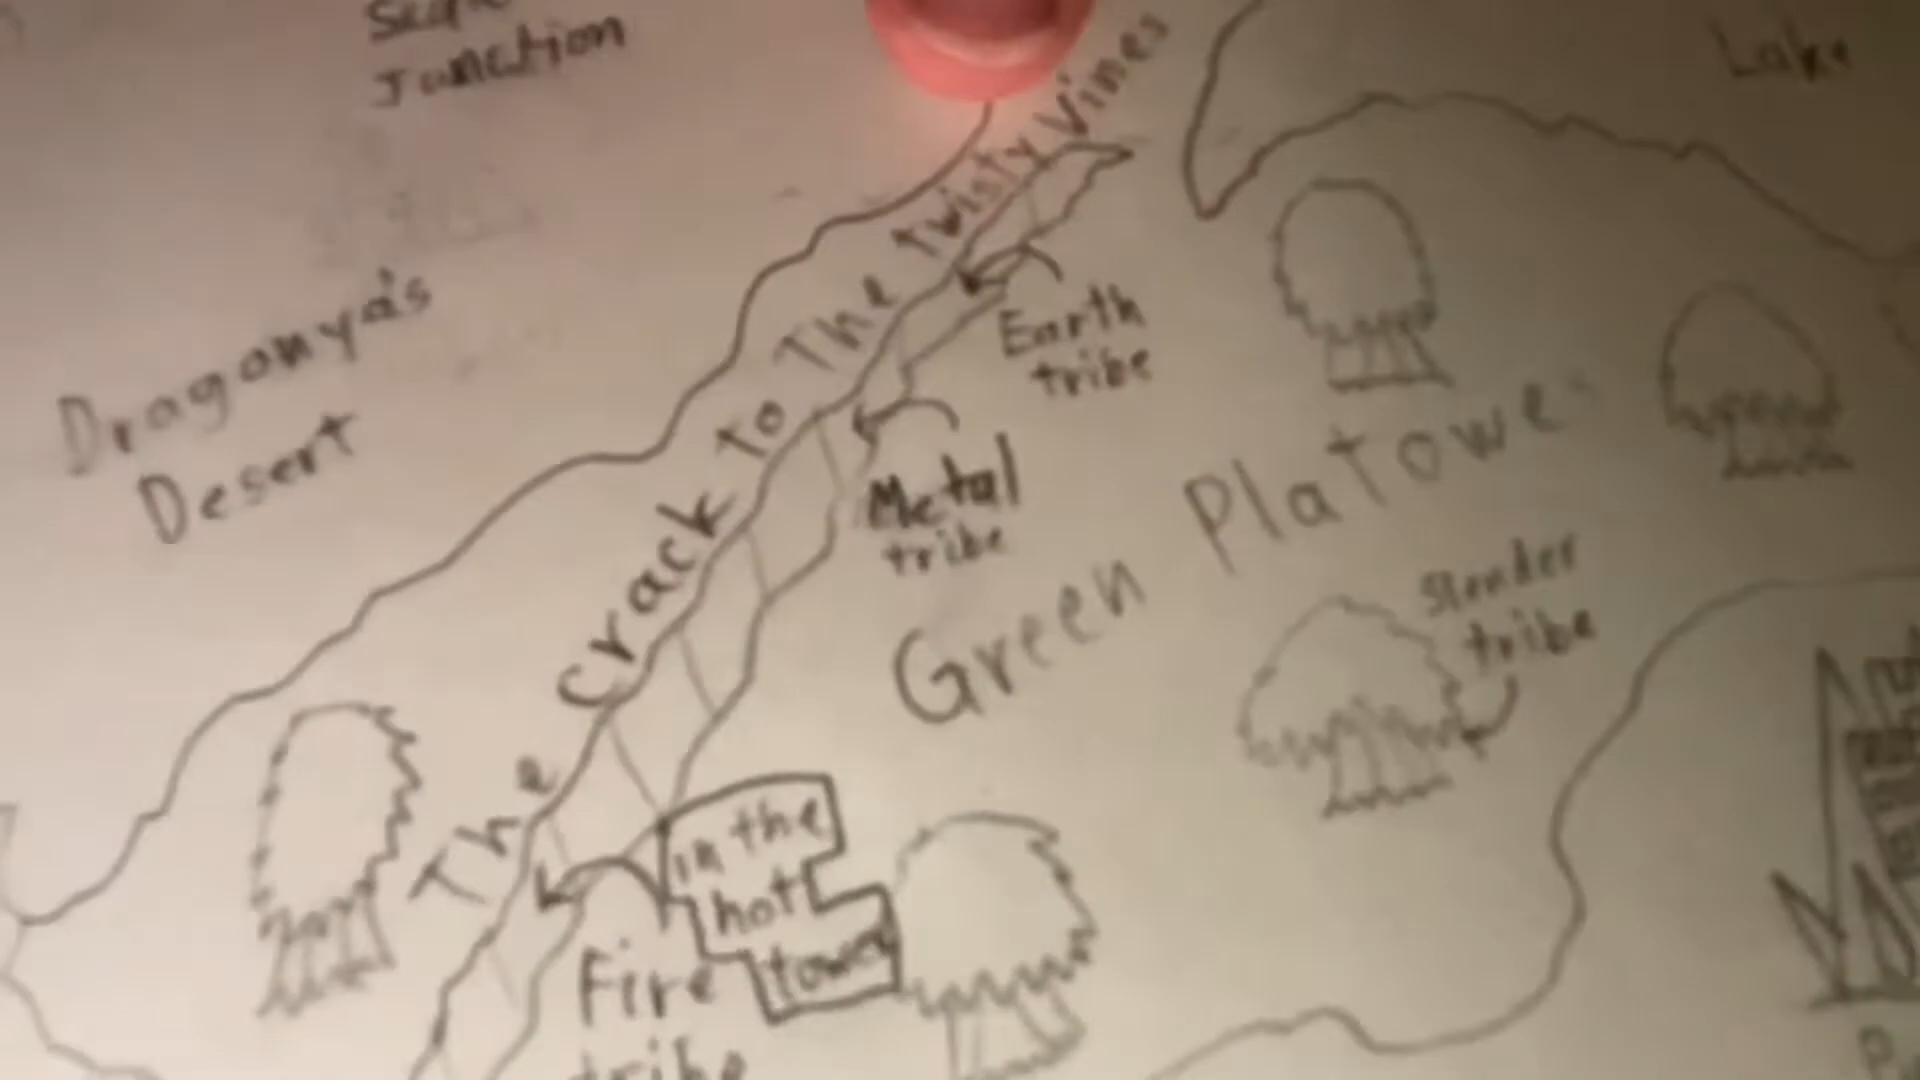 Junction
Lake
Dragonya's
Desert
The Crack To The Twisty Vines
Earth
tribe
Metal
tribe
Green Platowe
Slender
tribe
in the
hot
town
Fire
tribe